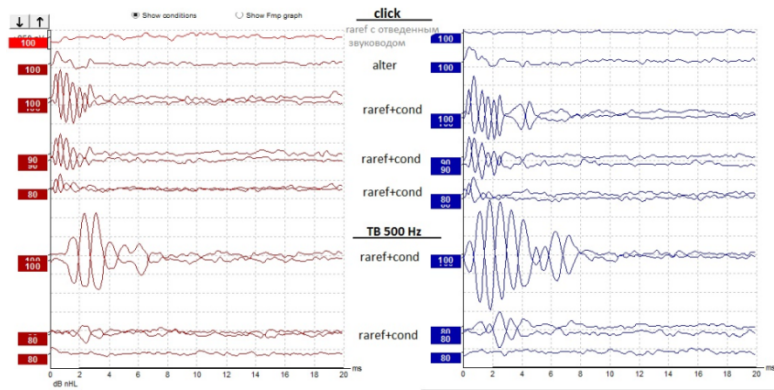 Show conditions
Show Fmp graph
click
raref с отведенным
звуководом
100
100
alter
100
100
raref+cond
100
100
raref+cond
90
90
90
raref+cond
80
80
TB 500 Hz
raref+cond
100
100
raref+cond
80
80
80
80
80
0 2 4 6 8 10 12 14 16 18 20 ms
0 2 4 6 8 10 12 14 16 18 20 ms
dB nHL